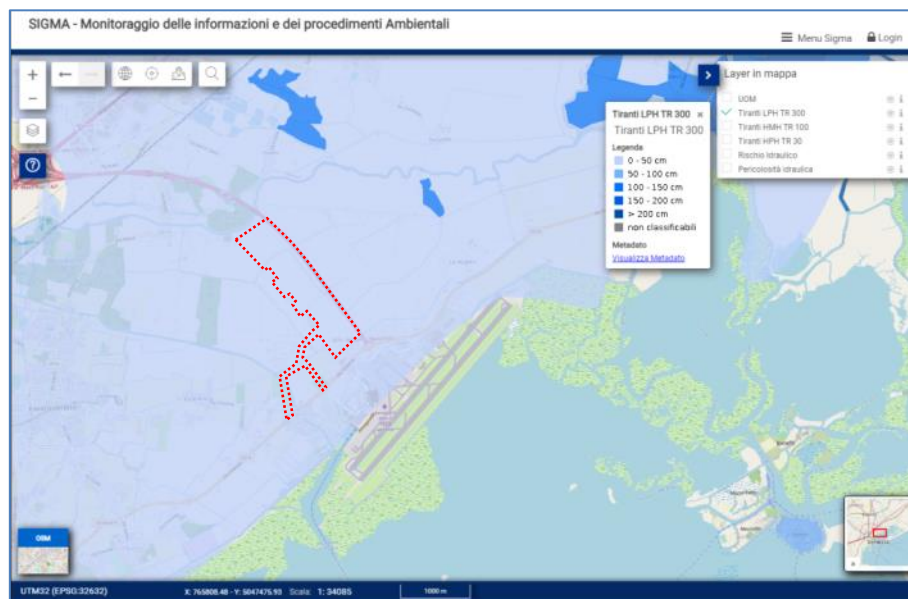 SIGMA - Monitoraggio delle informazioni e dei procedimenti Ambientali
Menu Sigma
Login
Layer in mappa
UOM
Tiranti LPH TR 300
Tiranti HMH TR 100
Tiranti HPH TR 30
Rischio Idraulico
Pericolosità idraulica
Tiranti LPH TR 300 ×
Tiranti LPH TR 300
Legenda
0 - 50 cm
50 - 100 cm
100 - 150 cm
150 - 200 cm
> 200 cm
non classificabili
Metadato
Visualizza Metadato
OSM
UTM32 (EPSG:32632)
X: 765808.48 - Y: 5047475.93
Scala: 1: 34085
1000 m